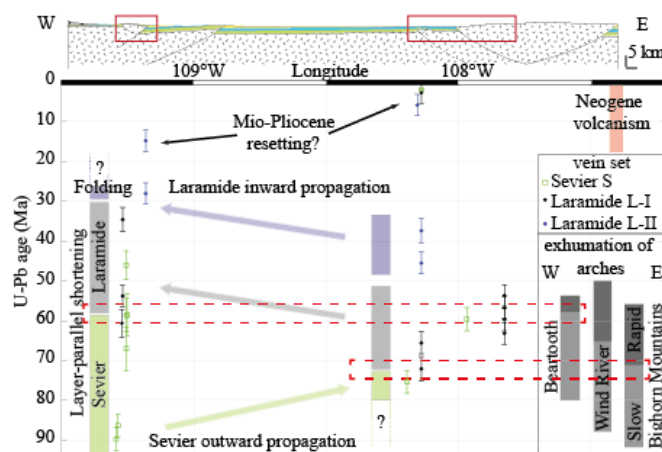 W
E
5 km
109°W
Longitude
108°W
0
10
20
30
40
50
60
70
80
90
U-Pb age (Ma)
Mio-Pliocene
resetting?
Neogene
volcanism
?
Folding
Laramide inward propagation
vein set
Sevier S
Laramide L-I
Laramide L-II
exhumation of
arches
W
E
Layer-parallel shortening
Laramide
Sevier
Beartooth
Wind River
Slow
Rapid
Bighorn Mountains
Sevier outward propagation
?